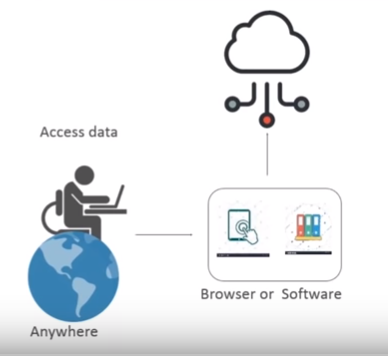 Access data
Browser or Software
Anywhere